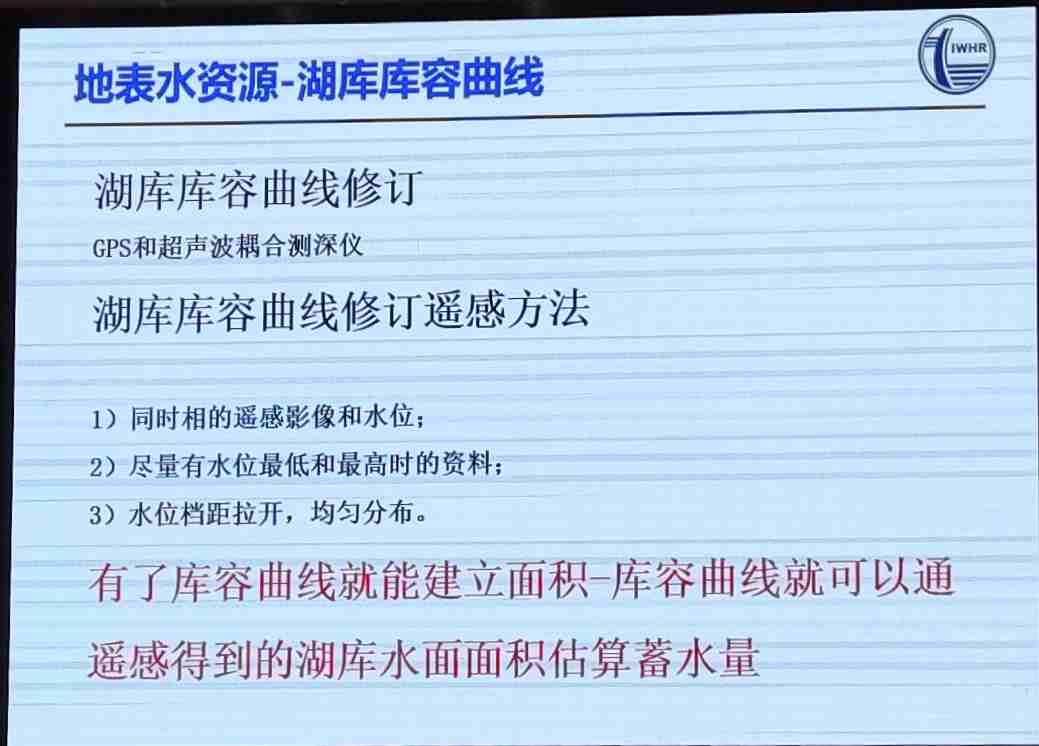 地表水资源-湖库库容曲线
IWHR
湖库库容曲线修订
GPS和超声波耦合测深仪
湖库库容曲线修订遥感方法
1）同时相的遥感影像和水位；
2）尽量有水位最低和最高时的资料；
3）水位档距拉开，均匀分布。
有了库容曲线就能建立面积-库容曲线就可以通
遥感得到的湖库水面面积估算蓄水量